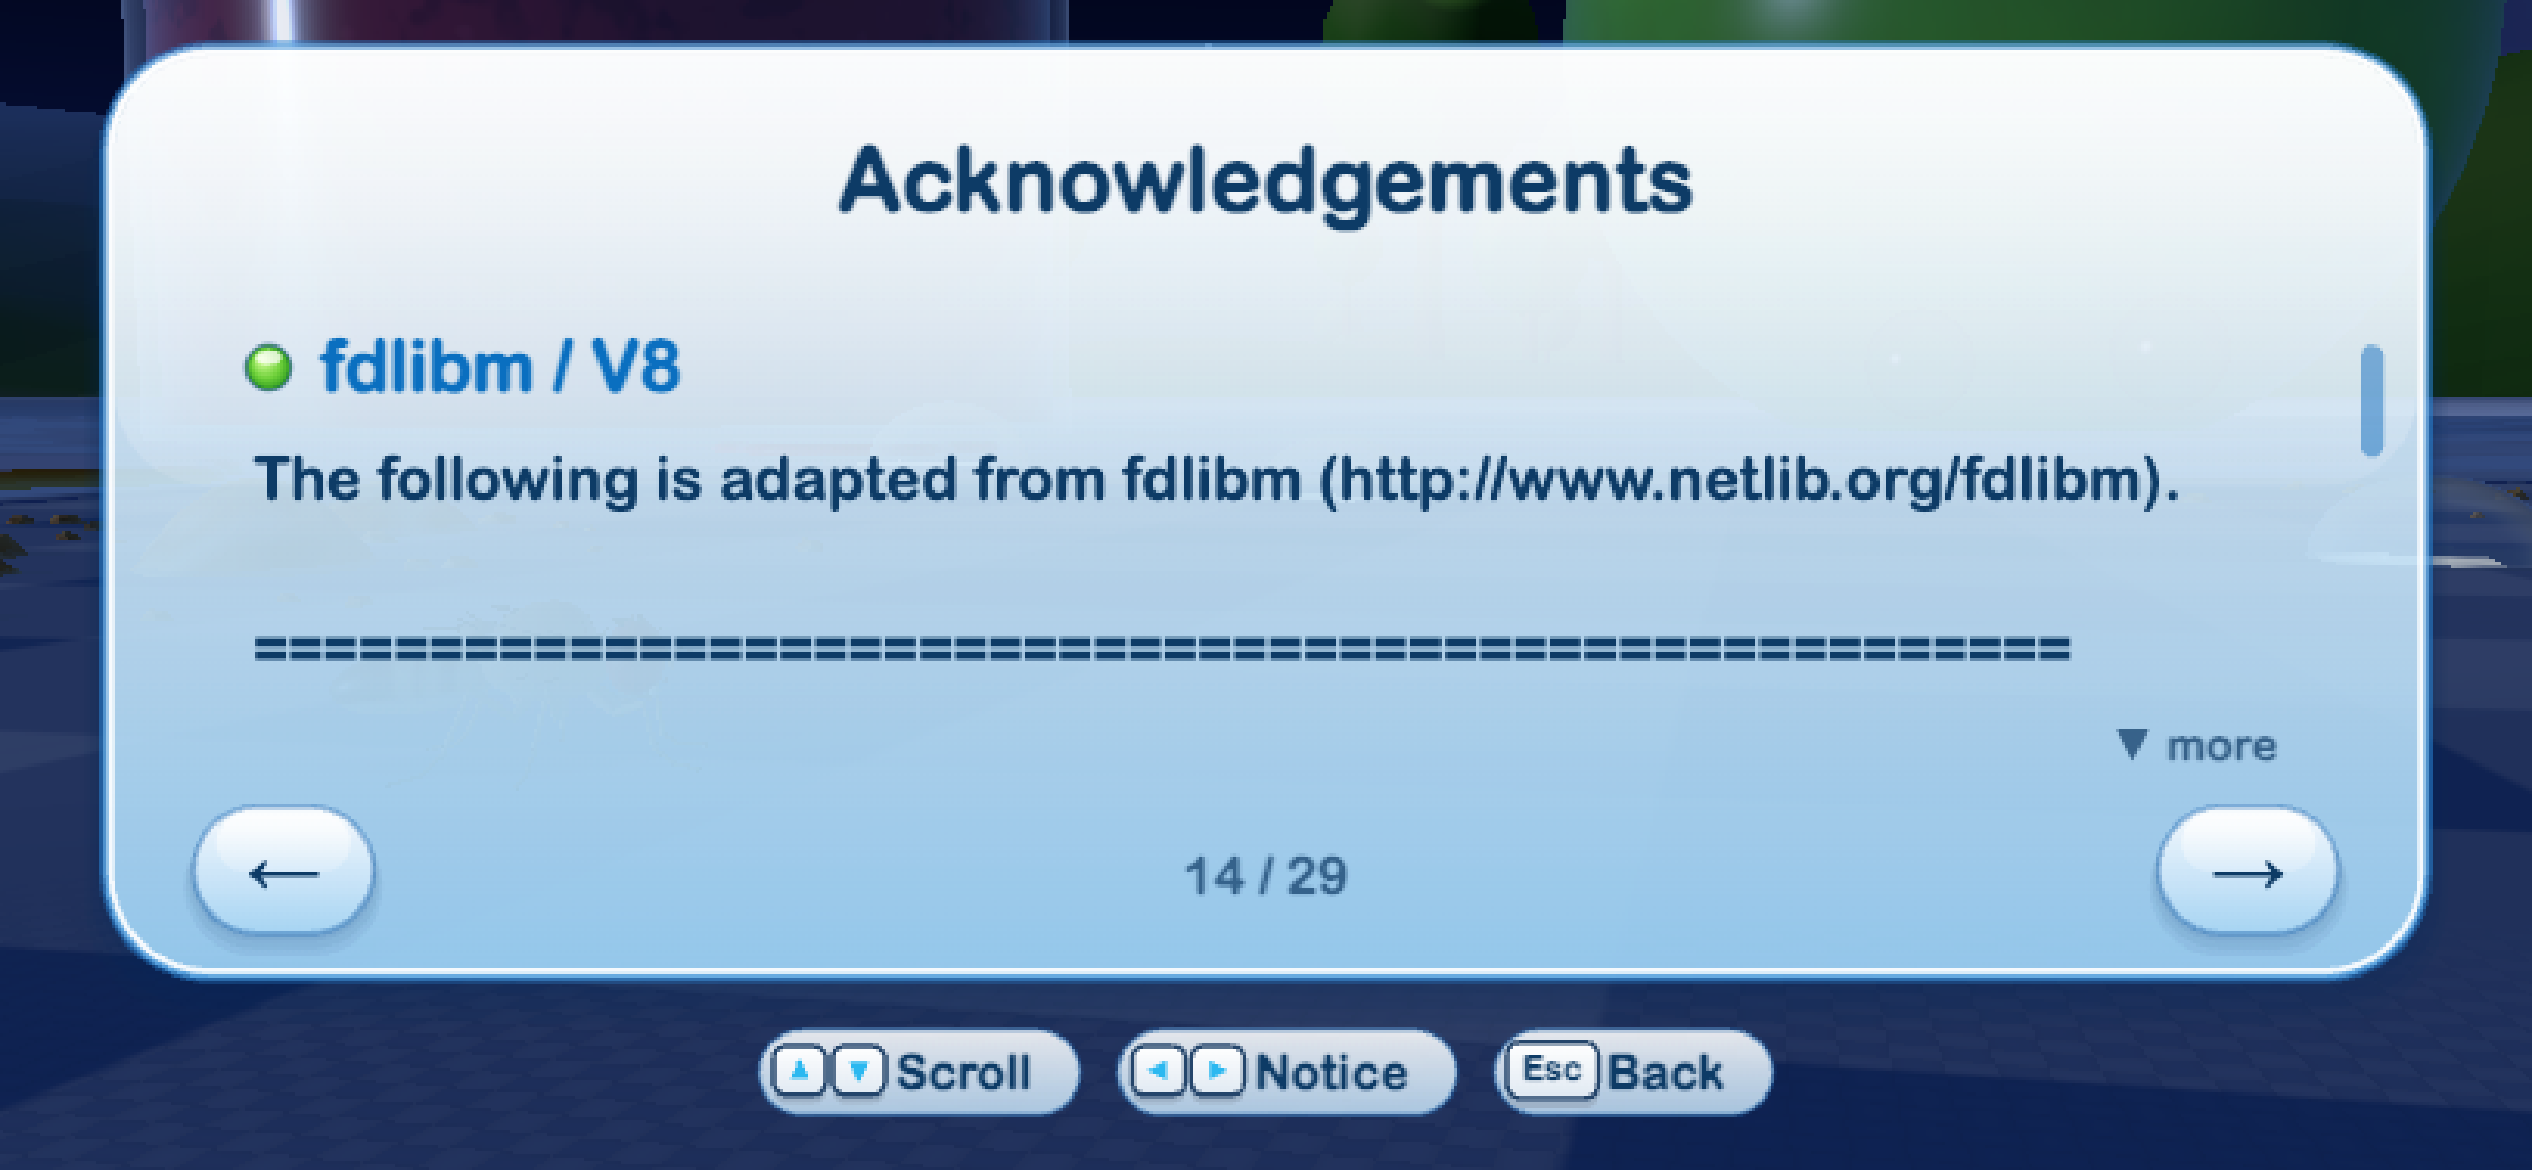 Acknowledgements
fdlibm / V8
The following is adapted from fdlibm (http://www.netlib.org/fdlibm).
====================================================
▼ more
←
14 / 29
→
▲ ▼ Scroll
◄ ► Notice
Esc Back